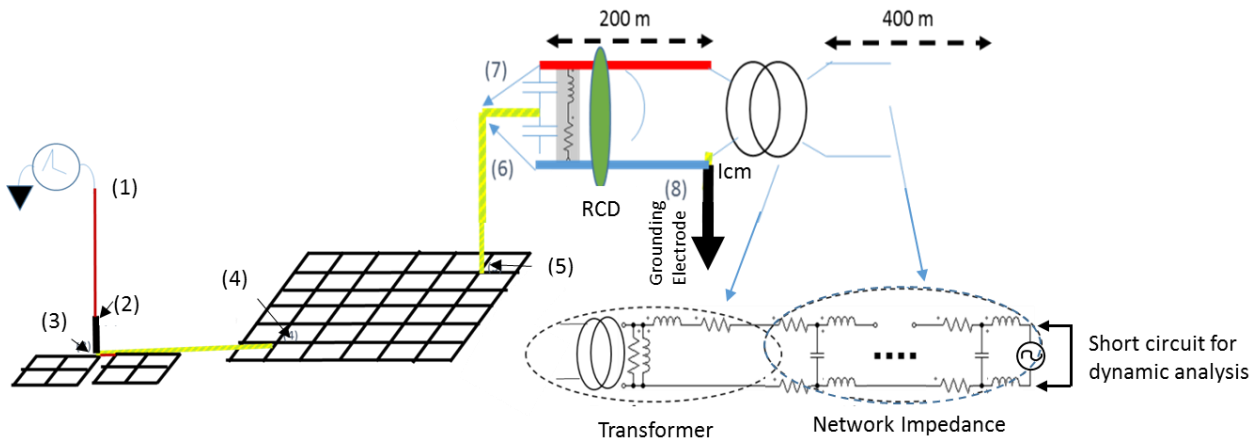 200 m
400 m
(7)
(6)
(1)
RCD
(8)
Icm
Grounding
Electrode
(2)
(3)
(4)
(5)
Short circuit for
dynamic analysis
Transformer
Network Impedance